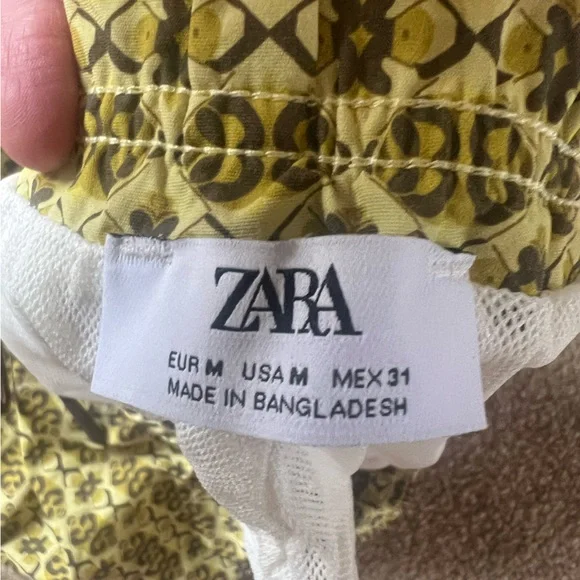 ZARA
EUR M USA M MEX 31
MADE IN BANGLADESH